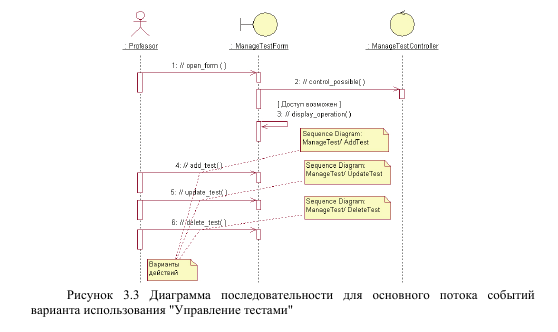 : Professor
: ManageTestForm
: ManageTestController
1: // open_form ( )
2: // control_possible( )
[ Доступ возможен ]
3: // display_operation( )
Sequence Diagram:
ManageTest/ AddTest
4: // add_test( )
Sequence Diagram:
ManageTest/ UpdateTest
5: // update_test( )
Sequence Diagram:
ManageTest/ DeleteTest
6: // delete_test( )
Варианты
действий
Рисунок 3.3 Диаграмма последовательности для основного потока событий
варианта использования "Управление тестами"